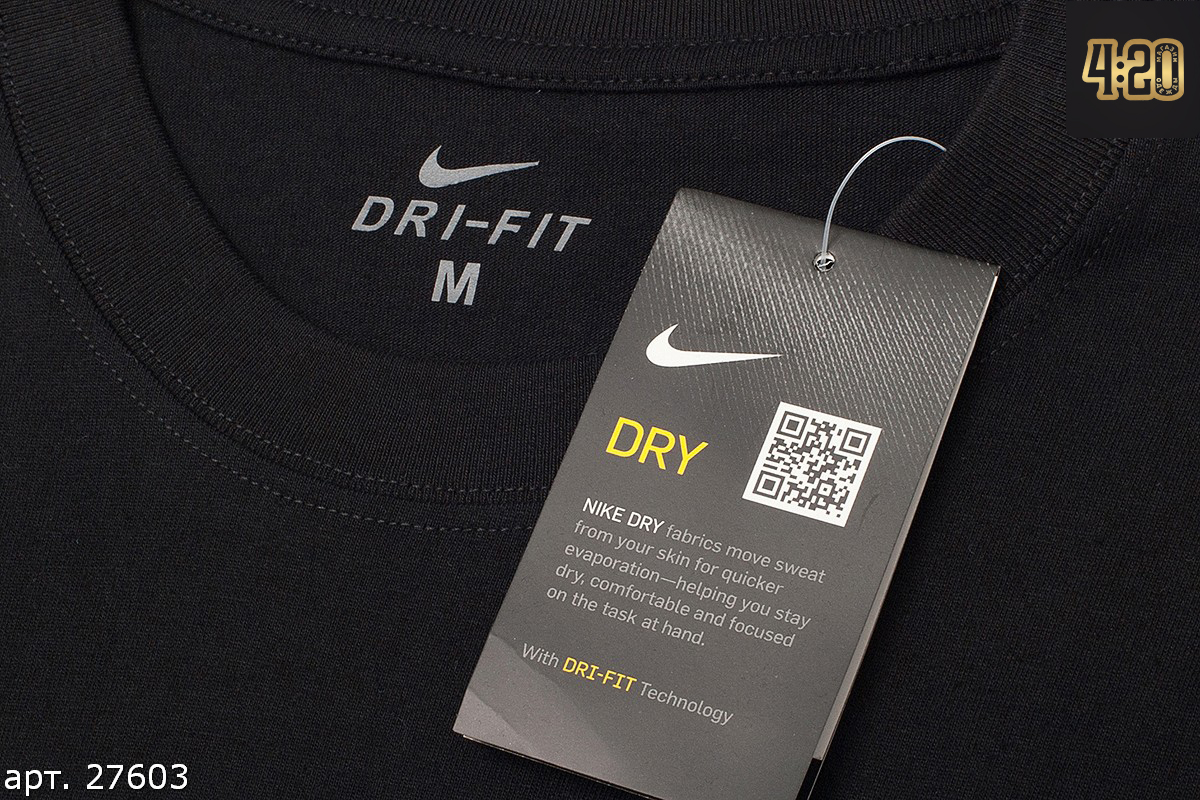 4:20
DRI-FIT
M
DRY
NIKE DRY fabrics move sweat
from your skin for quicker
evaporation—helping you stay
dry, comfortable and focused
on the task at hand.
With DRI-FIT Technology
арт. 27603